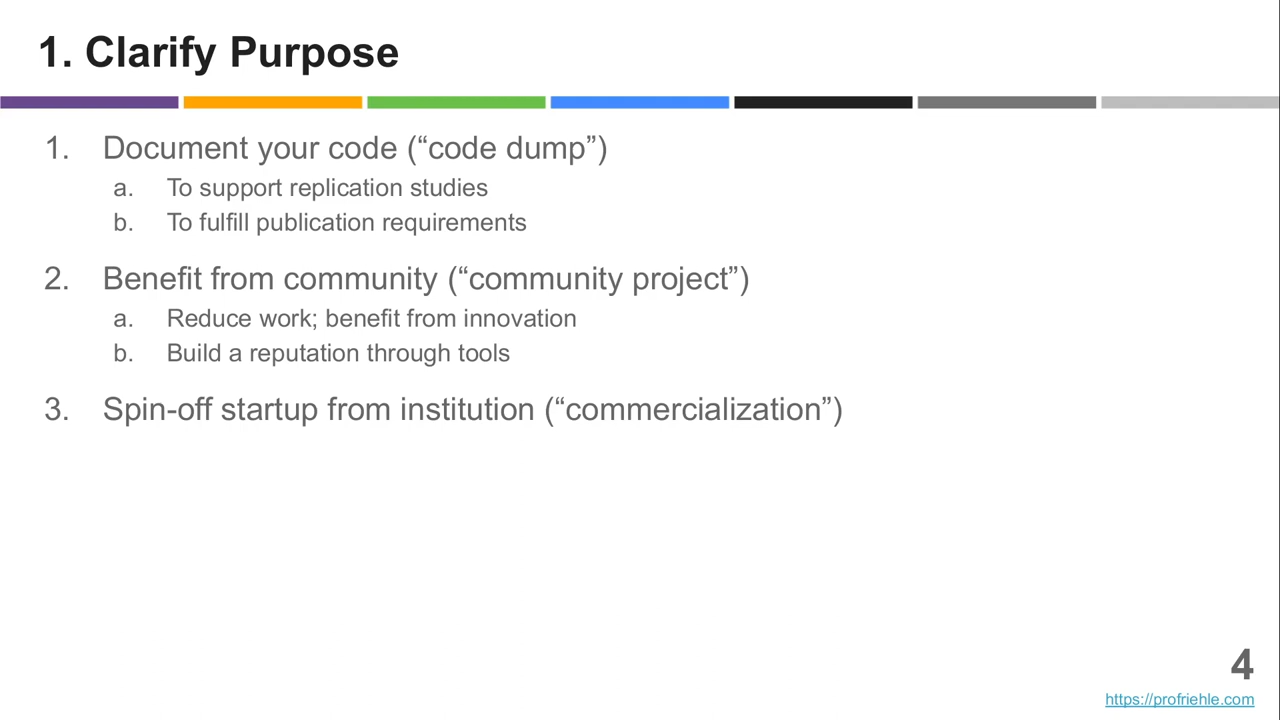 1. Clarify Purpose
1. Document your code (“code dump”)
a. To support replication studies
b. To fulfill publication requirements
2. Benefit from community (“community project”)
a. Reduce work; benefit from innovation
b. Build a reputation through tools
3. Spin-off startup from institution (“commercialization”)
4
https://profriehle.com